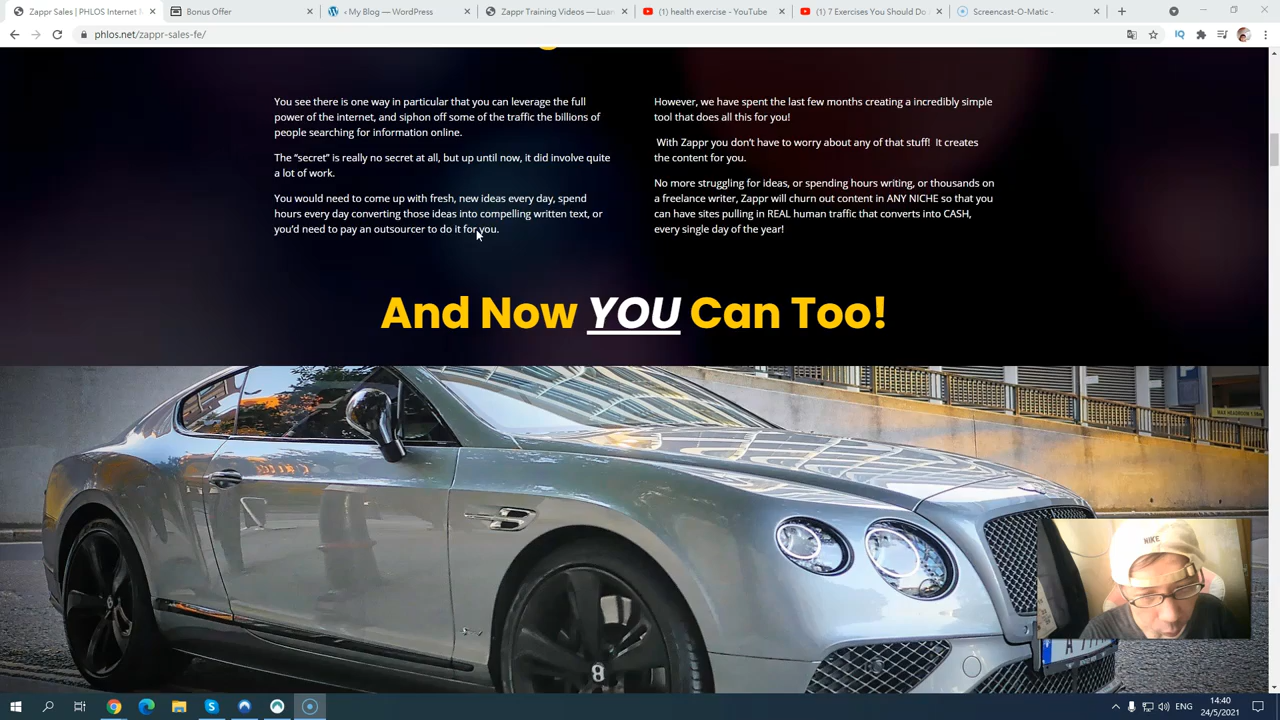 Zappr Sales | PHLOS Internet
Bonus Offer
‹ My Blog — WordPress
Zappr Training Videos — Luan
(1) health exercise - YouTube
(1) 7 Exercises You Should Do
Screencast-O-Matic -
phlos.net/zappr-sales-fe/
You see there is one way in particular that you can leverage the full
power of the internet, and siphon off some of the traffic the billions of
people searching for information online.
The “secret” is really no secret at all, but up until now, it did involve quite
a lot of work.
You would need to come up with fresh, new ideas every day, spend
hours every day converting those ideas into compelling written text, or
you’d need to pay an outsourcer to do it for you.
However, we have spent the last few months creating a incredibly simple
tool that does all this for you!
With Zappr you don’t have to worry about any of that stuff!  It creates
the content for you.
No more struggling for ideas, or spending hours writing, or thousands on
a freelance writer, Zappr will churn out content in ANY NICHE so that you
can have sites pulling in REAL human traffic that converts into CASH,
every single day of the year!
And Now YOU Can Too!
NIKE
ENG
14:40
24/5/2021